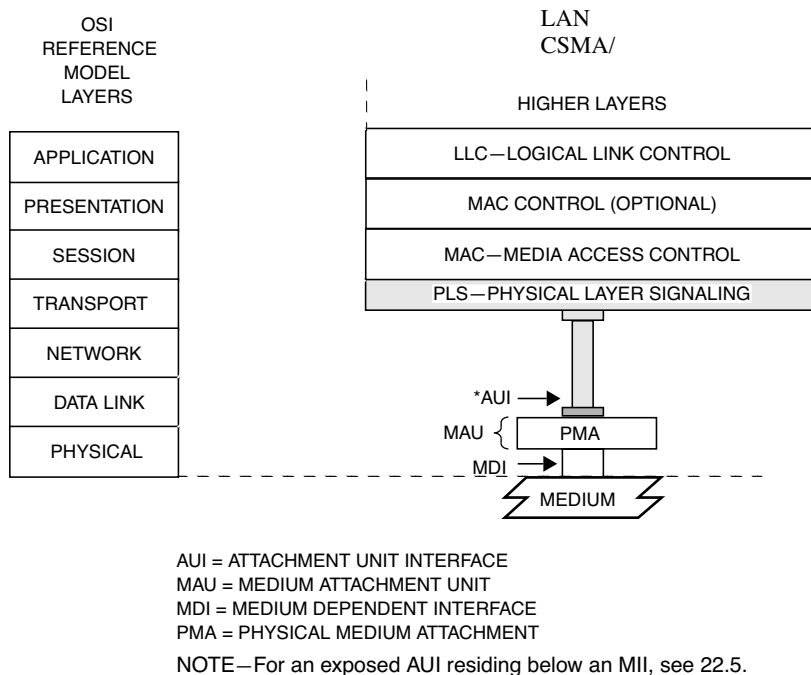 OSI
REFERENCE
MODEL
LAYERS
LAN
CSMA/
HIGHER LAYERS
APPLICATION
PRESENTATION
SESSION
TRANSPORT
NETWORK
DATA LINK
PHYSICAL
LLC—LOGICAL LINK CONTROL
MAC CONTROL (OPTIONAL)
MAC—MEDIA ACCESS CONTROL
PLS—PHYSICAL LAYER SIGNALING
*AUI
MAU
PMA
MDI
MEDIUM
AUI = ATTACHMENT UNIT INTERFACE
MAU = MEDIUM ATTACHMENT UNIT
MDI = MEDIUM DEPENDENT INTERFACE
PMA = PHYSICAL MEDIUM ATTACHMENT
NOTE—For an exposed AUI residing below an MII, see 22.5.